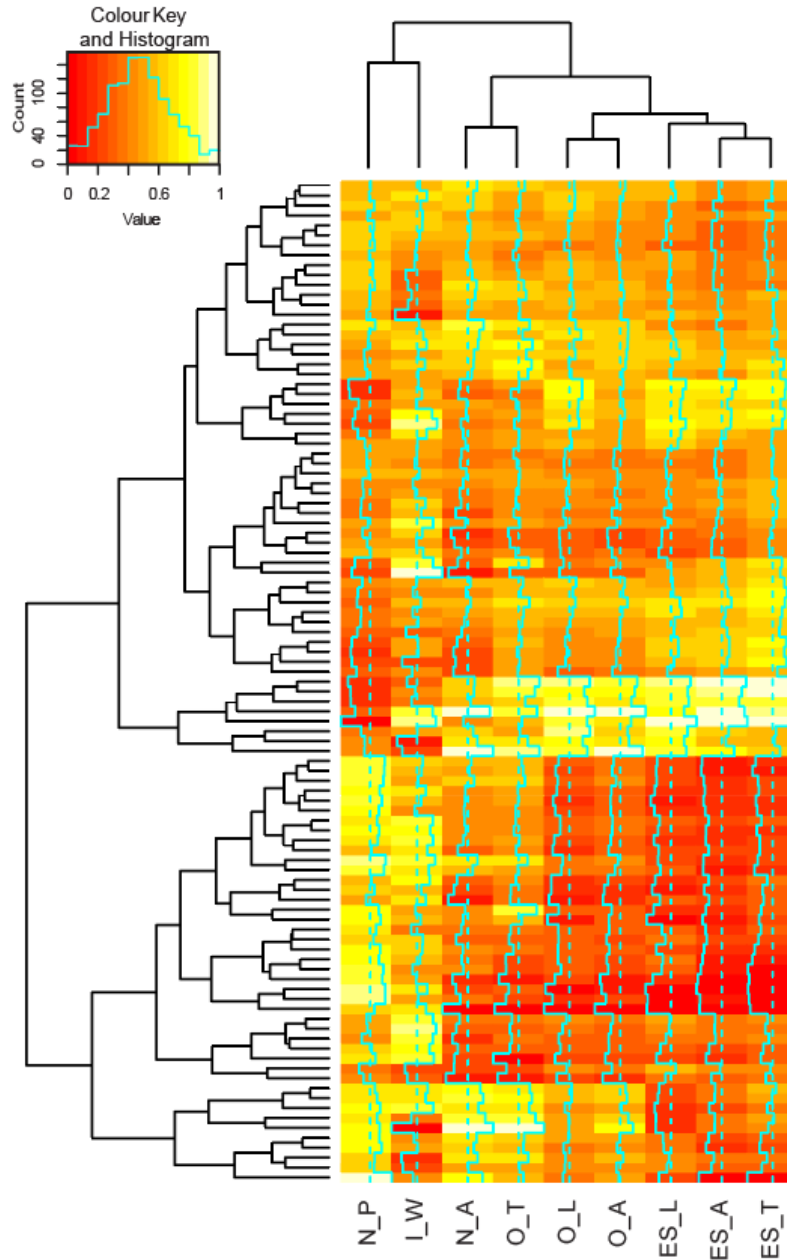 Colour Key
and Histogram
Count
100
40
0
0 0.2 0.6 1
Value
N_P I_W N_A O_T O_L O_A ES_L ES_A ES_T